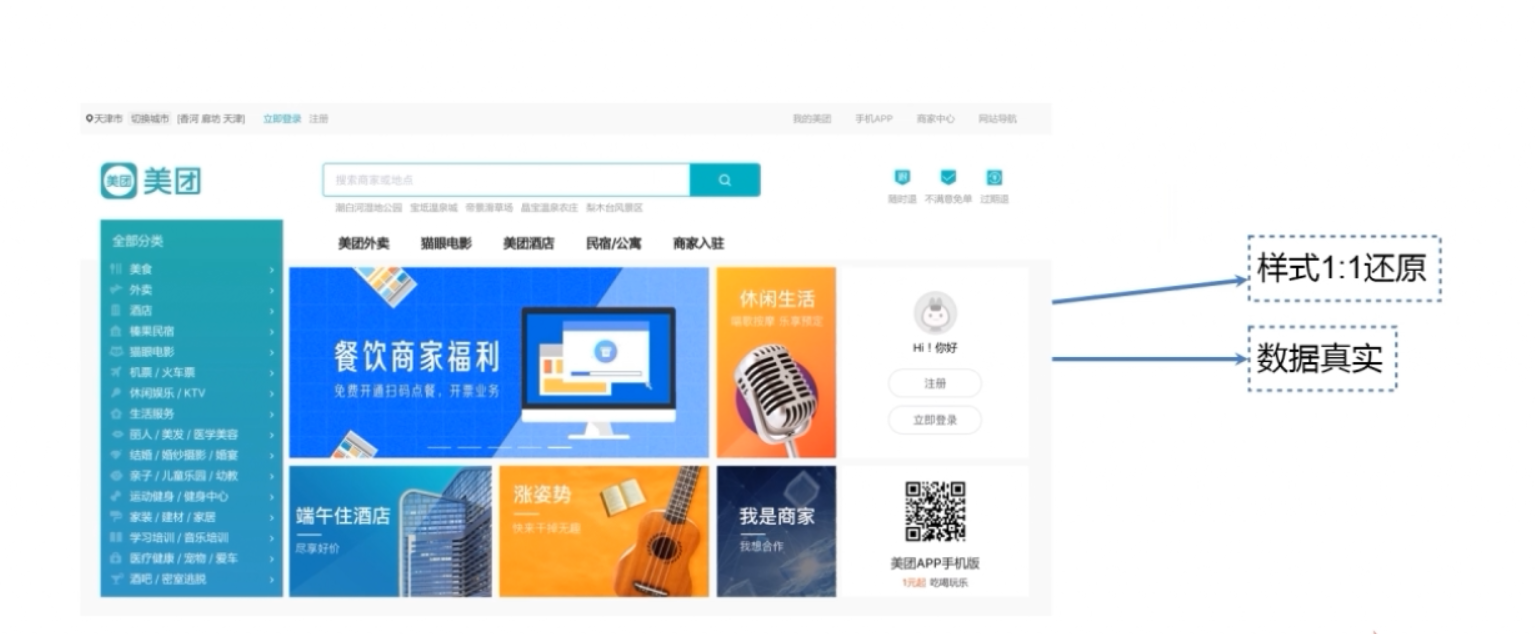 天津市 切换城市 [香河 廊坊 天津] 立即登录 注册
我的美团 手机APP 商家中心 网站导航
美团 美团
搜索商家或地点
湖白河湿地公园 宝坻温泉城 帝景滑草场 晶宝温泉农庄 梨木台风景区
随时退 不满意免单 过期退
全部分类
美团外卖 猫眼电影 美团酒店 民宿/公寓 商家入驻
美食
外卖
酒店
榛果民宿
猫眼电影
机票 / 火车票
休闲娱乐 / KTV
生活服务
丽人 / 美发 / 医学美容
结婚 / 婚纱摄影 / 婚宴
亲子 / 儿童乐园 / 幼教
运动健身 / 健身中心
家装 / 建材 / 家居
学习培训 / 音乐培训
医疗健康 / 宠物 / 爱车
酒吧 / 密室逃脱
餐饮商家福利
免费开通扫码点餐，开票业务
休闲生活
唱歌按摩 乐享预定
Hi！你好
注册
立即登录
端午住酒店
尽享好价
涨姿势
快来干掉无趣
我是商家
我想合作
美团APP手机版
1元起 吃喝玩乐
样式1:1还原
数据真实